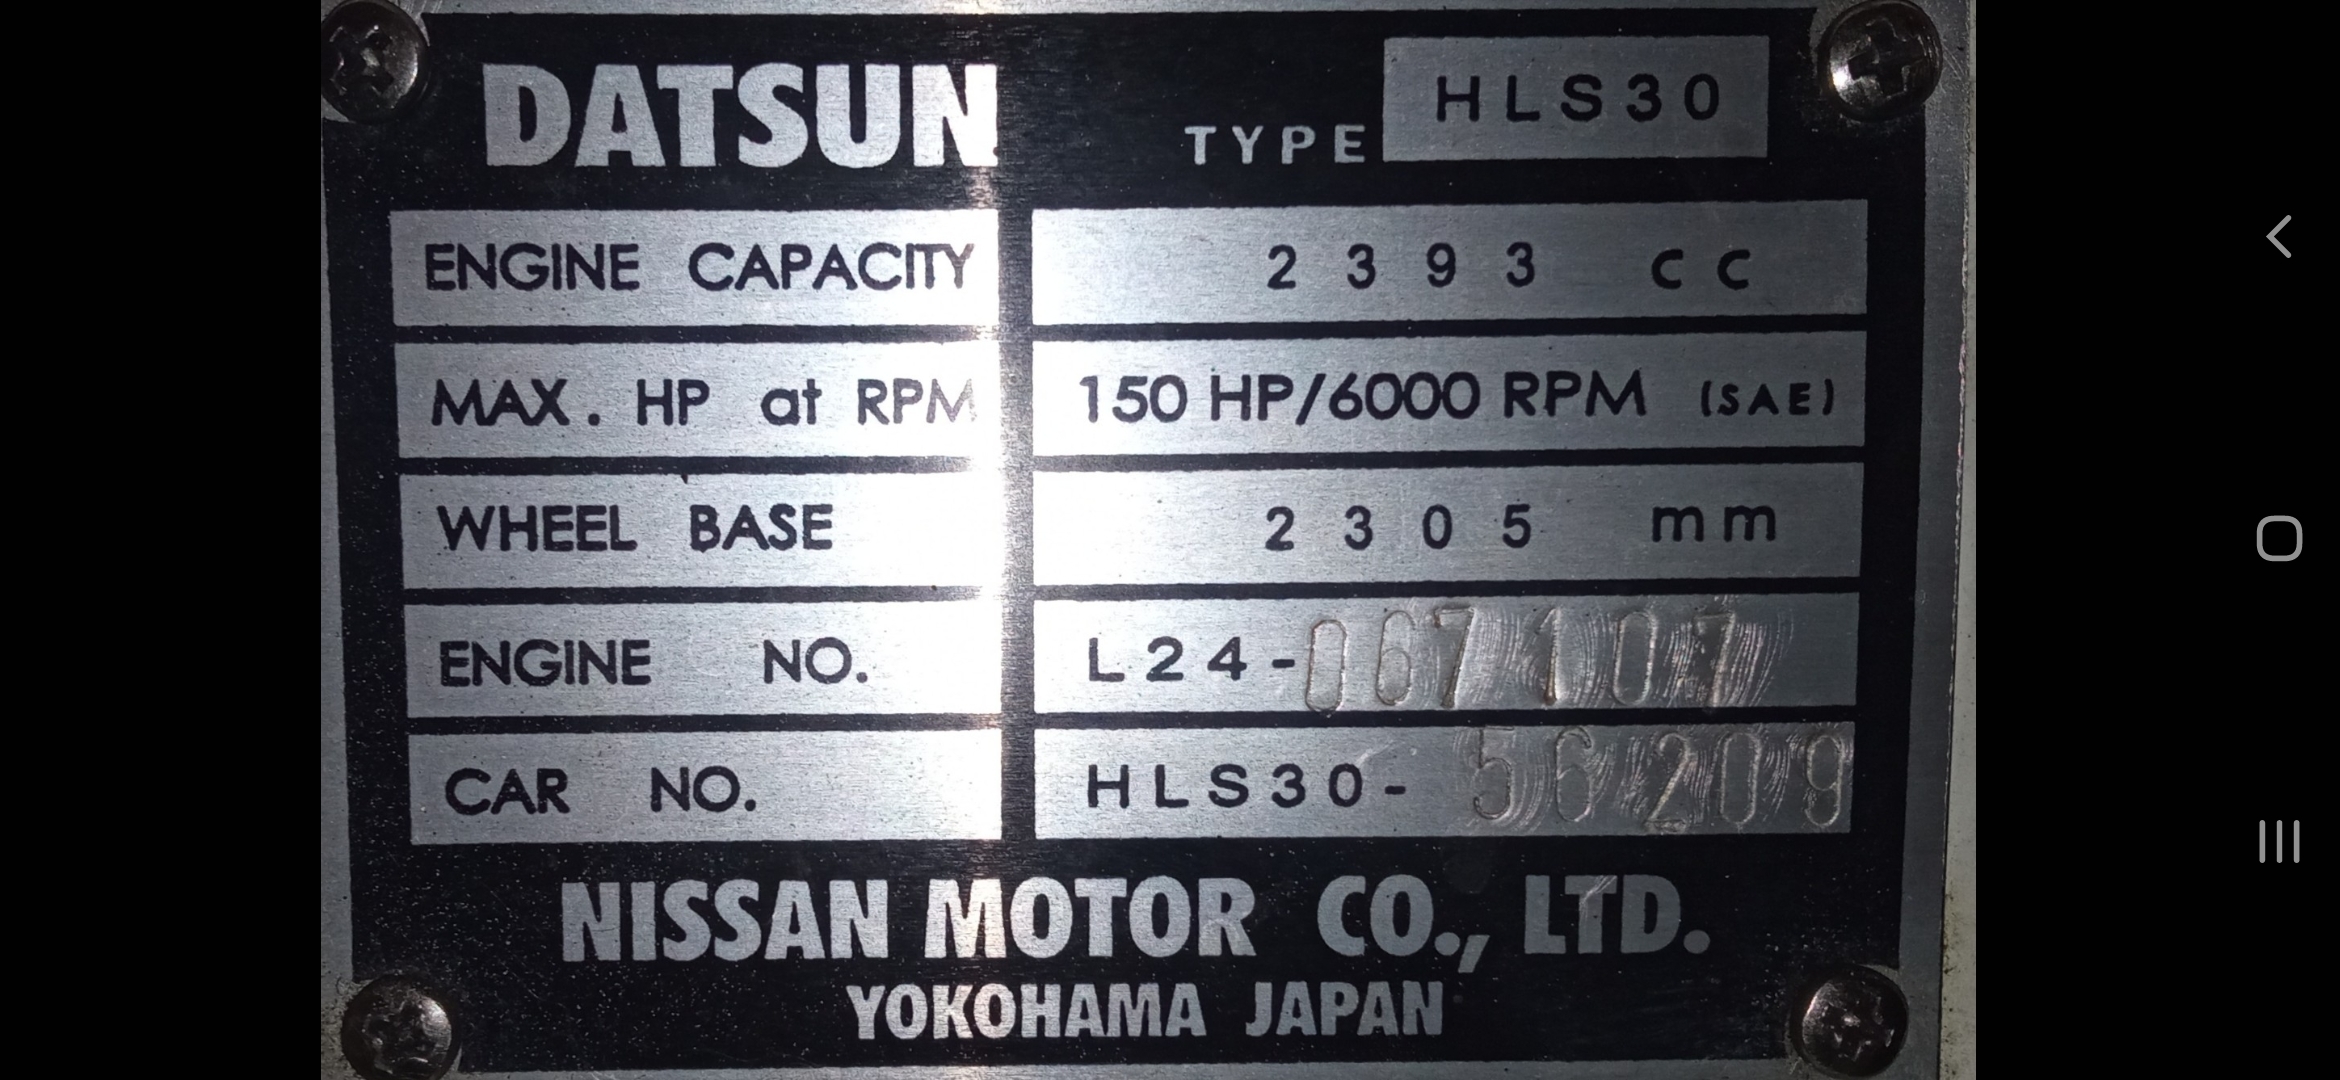 DATSUN TYPE HLS30
ENGINE CAPACITY 2393 CC
MAX. HP at RPM 150 HP/6000 RPM (SAE)
WHEEL BASE 2305 mm
ENGINE NO. L24-067107
CAR NO. HLS30-56209
NISSAN MOTOR CO., LTD.
YOKOHAMA JAPAN